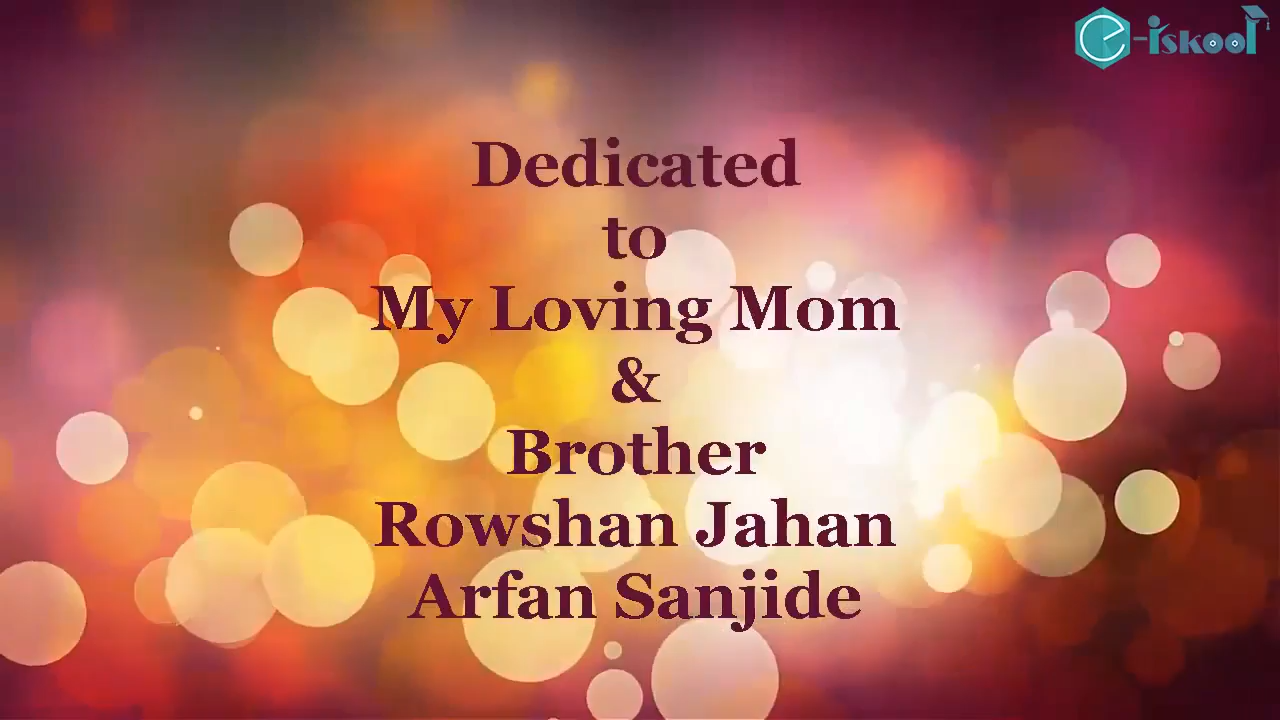 e-iskool
Dedicated
to
My Loving Mom
&
Brother
Rowshan Jahan
Arfan Sanjide